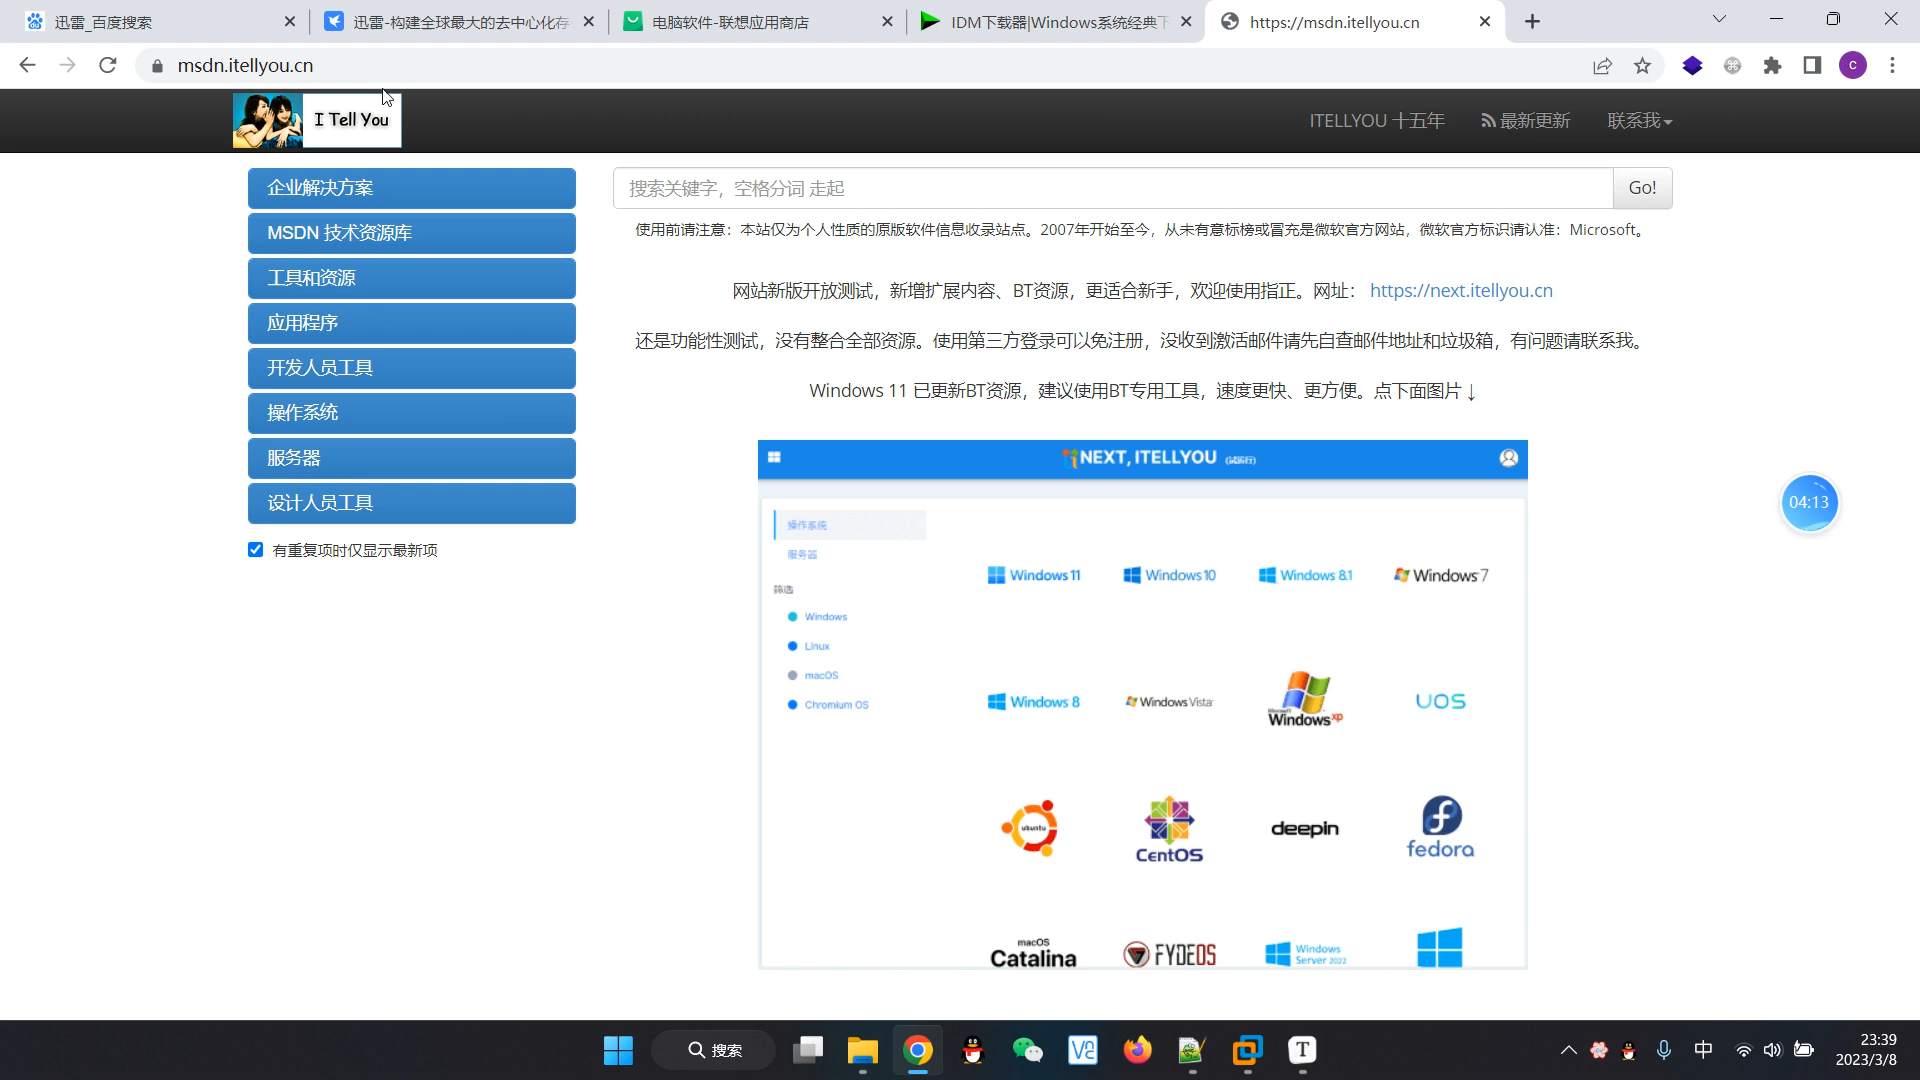 迅雷_百度搜索
迅雷-构建全球最大的去中心化存
电脑软件-联想应用商店
IDM下载器|Windows系统经典下
https://msdn.itellyou.cn
msdn.itellyou.cn
C
I Tell You
ITELLYOU 十五年
最新更新
联系我
企业解决方案
MSDN 技术资源库
工具和资源
应用程序
开发人员工具
操作系统
服务器
设计人员工具
有重复项时仅显示最新项
搜索关键字，空格分词 走起
Go!
使用前请注意：本站仅为个人性质的原版软件信息收录站点。2007年开始至今，从未有意标榜或冒充是微软官方网站，微软官方标识请认准：Microsoft。
网站新版开放测试，新增扩展内容、BT资源，更适合新手，欢迎使用指正。网址： https://next.itellyou.cn
还是功能性测试，没有整合全部资源。使用第三方登录可以免注册，没收到激活邮件请先自查邮件地址和垃圾箱，有问题请联系我。
Windows 11 已更新BT资源，建议使用BT专用工具，速度更快、更方便。点下面图片↓
NEXT, ITELLYOU (试运行)
操作系统
服务器
筛选
Windows
Linux
macOS
Chromium OS
Windows 11
Windows 10
Windows 8.1
Windows 7
Windows 8
Windows Vista
Microsoft
Windows xp
UOS
ubuntu
CentOS
deepin
fedora
macOS
Catalina
FYDEOS
Windows
Server 2022
04:13
搜索
中
23:39
2023/3/8